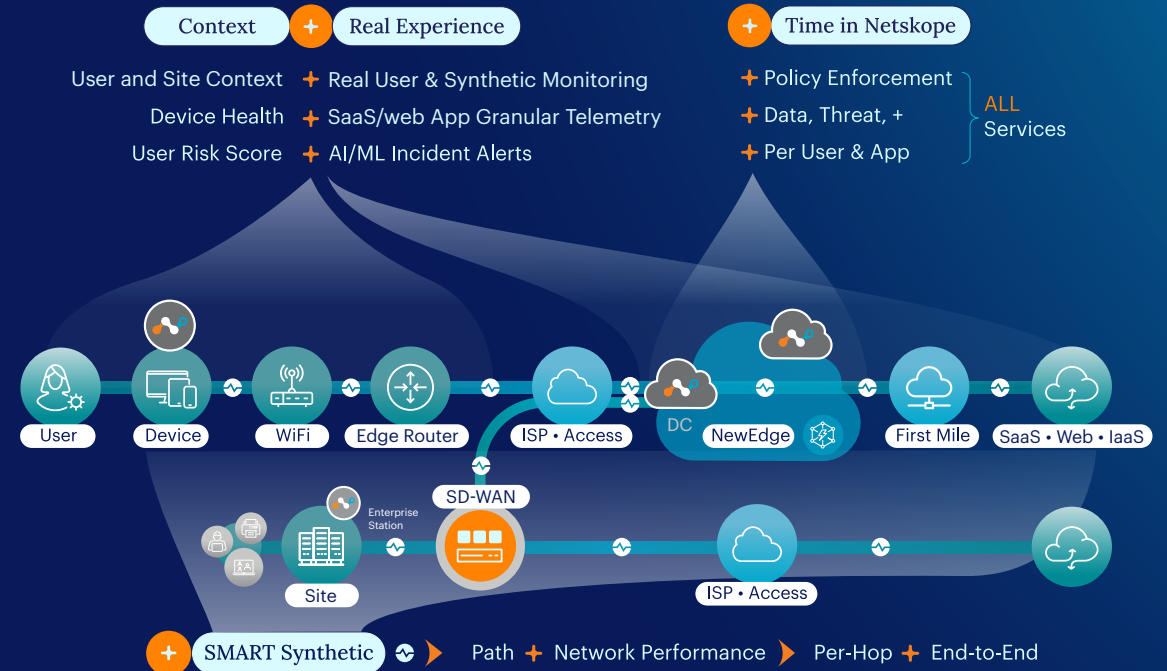 Context
Real Experience
User and Site Context
Real User & Synthetic Monitoring
Device Health
SaaS/web App Granular Telemetry
User Risk Score
AI/ML Incident Alerts
Time in Netskope
Policy Enforcement
Data, Threat, +
Per User & App
ALL
Services
User
Device
WiFi
Edge Router
ISP • Access
DC
NewEdge
First Mile
SaaS • Web • IaaS
SD-WAN
Enterprise
Station
Site
ISP • Access
SMART Synthetic
Path + Network Performance
Per-Hop + End-to-End